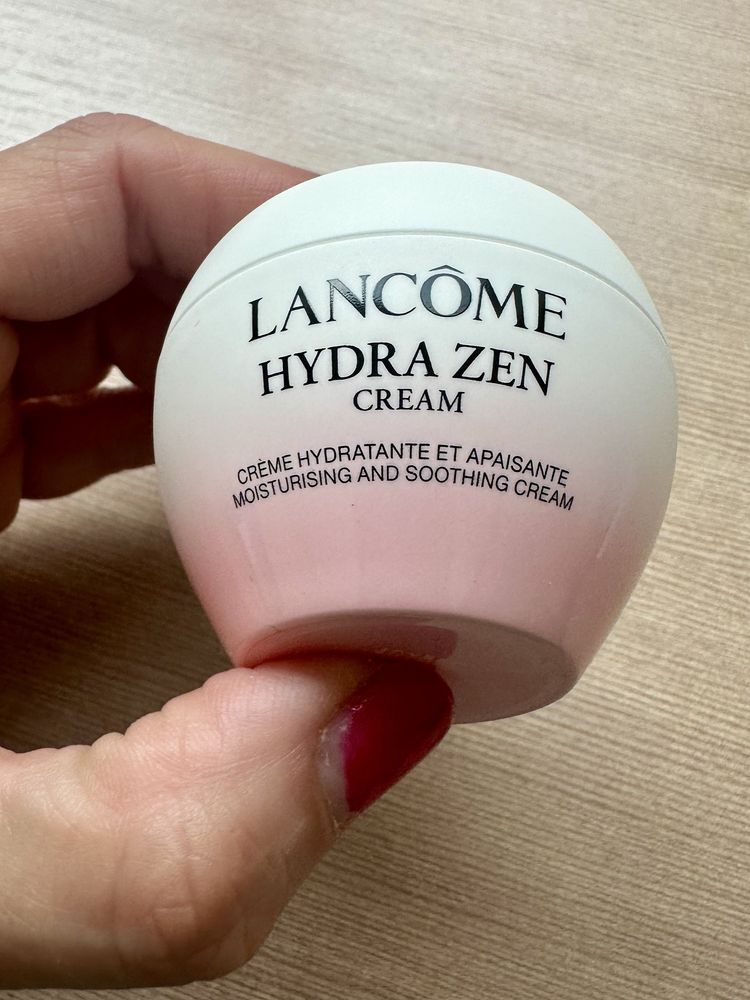 LANCÔME
HYDRA ZEN
CREAM
CRÈME HYDRATANTE ET APAISANTE
MOISTURISING AND SOOTHING CREAM